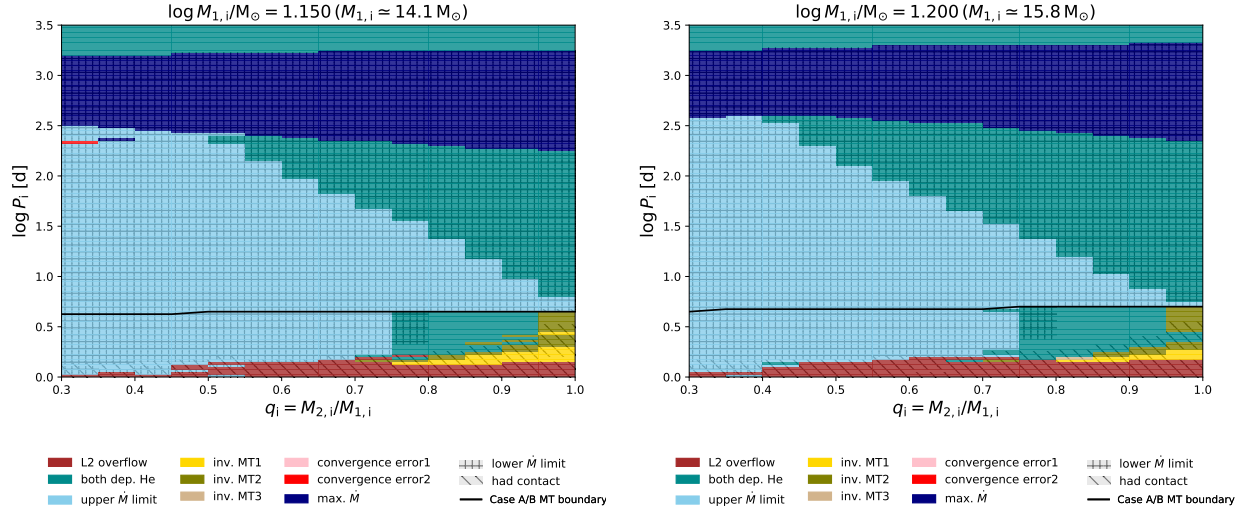 log M1,i/M⊙ = 1.150 (M1,i ≃ 14.1 M⊙)
3.5
3.0
2.5
2.0
1.5
1.0
0.5
0.0
log Pi [d]
0.3 0.4 0.5 0.6 0.7 0.8 0.9 1.0
qi = M2,i/M1,i
L2 overflow
both dep. He
upper Ṁ limit
inv. MT1
inv. MT2
inv. MT3
convergence error1
convergence error2
max. Ṁ
lower Ṁ limit
had contact
Case A/B MT boundary
log M1,i/M⊙ = 1.200 (M1,i ≃ 15.8 M⊙)
3.5
3.0
2.5
2.0
1.5
1.0
0.5
0.0
log Pi [d]
0.3 0.4 0.5 0.6 0.7 0.8 0.9 1.0
qi = M2,i/M1,i
L2 overflow
both dep. He
upper Ṁ limit
inv. MT1
inv. MT2
inv. MT3
convergence error1
convergence error2
max. Ṁ
lower Ṁ limit
had contact
Case A/B MT boundary